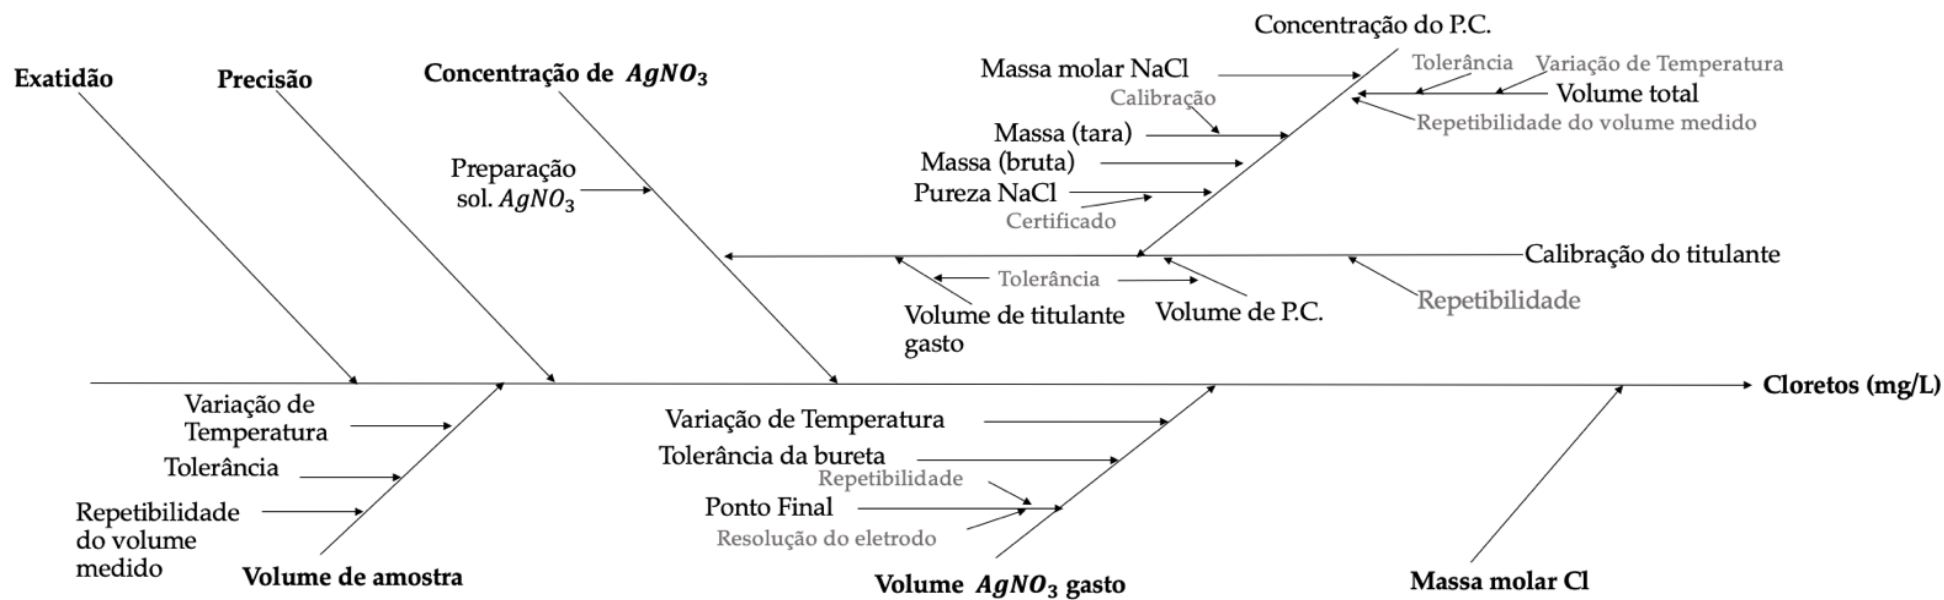 Concentração do P.C.
Exatidão
Precisão
Concentração de AgNO3
Massa molar NaCl
Tolerância
Variação de Temperatura
Calibração
Volume total
Massa (tara)
Repetibilidade do volume medido
Preparação
sol. AgNO3
Massa (bruta)
Pureza NaCl
Certificado
Calibração do titulante
Tolerância
Repetibilidade
Volume de titulante
gasto
Volume de P.C.
Cloretos (mg/L)
Variação de
Temperatura
Tolerância
Repetibilidade
do volume
medido
Volume de amostra
Variação de Temperatura
Tolerância da bureta
Repetibilidade
Ponto Final
Resolução do eletrodo
Volume AgNO3 gasto
Massa molar Cl